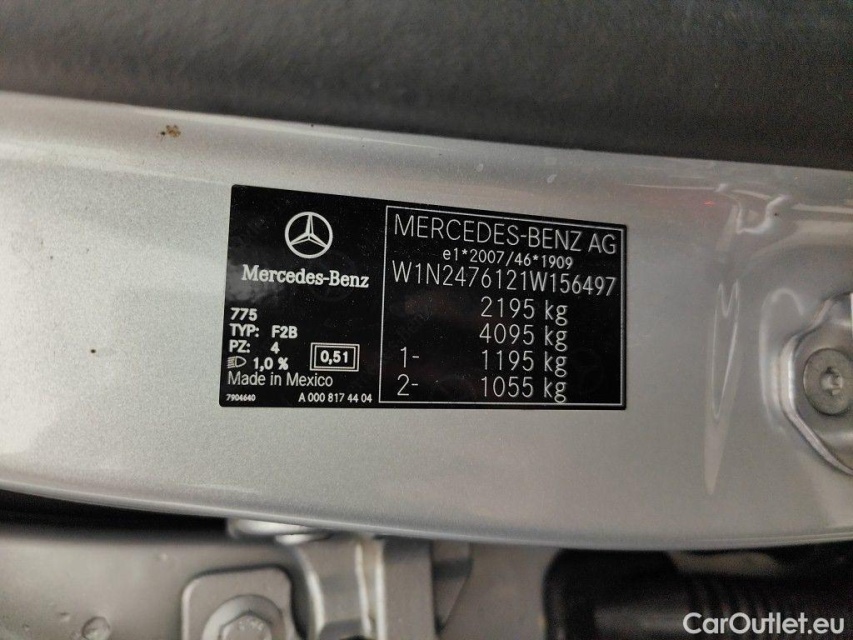 Mercedes-Benz
775
TYP: F2B
PZ: 4
1,0 %
0,51
Made in Mexico
7904640 A 000 817 44 04
MERCEDES-BENZ AG
e1*2007/46*1909
W1N2476121W156497
2195 kg
4095 kg
1- 1195 kg
2- 1055 kg
CarOutlet.eu